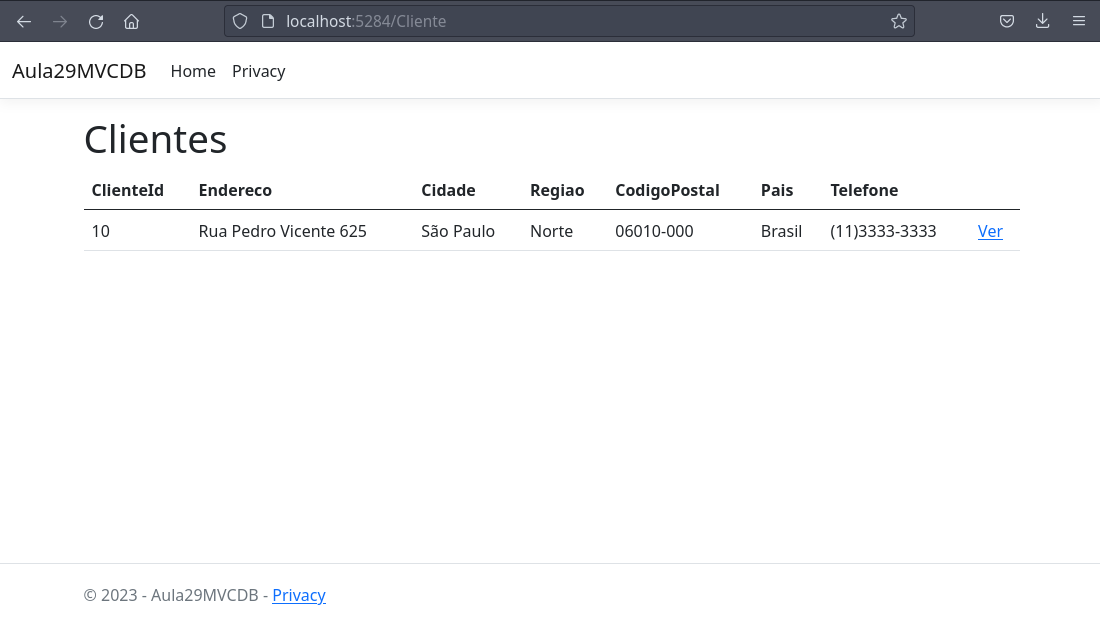 localhost:5284/Cliente
Aula29MVCDB Home Privacy
Clientes
ClienteId Endereco Cidade Regiao CodigoPostal Pais Telefone
10 Rua Pedro Vicente 625 São Paulo Norte 06010-000 Brasil (11)3333-3333 Ver
© 2023 - Aula29MVCDB - Privacy